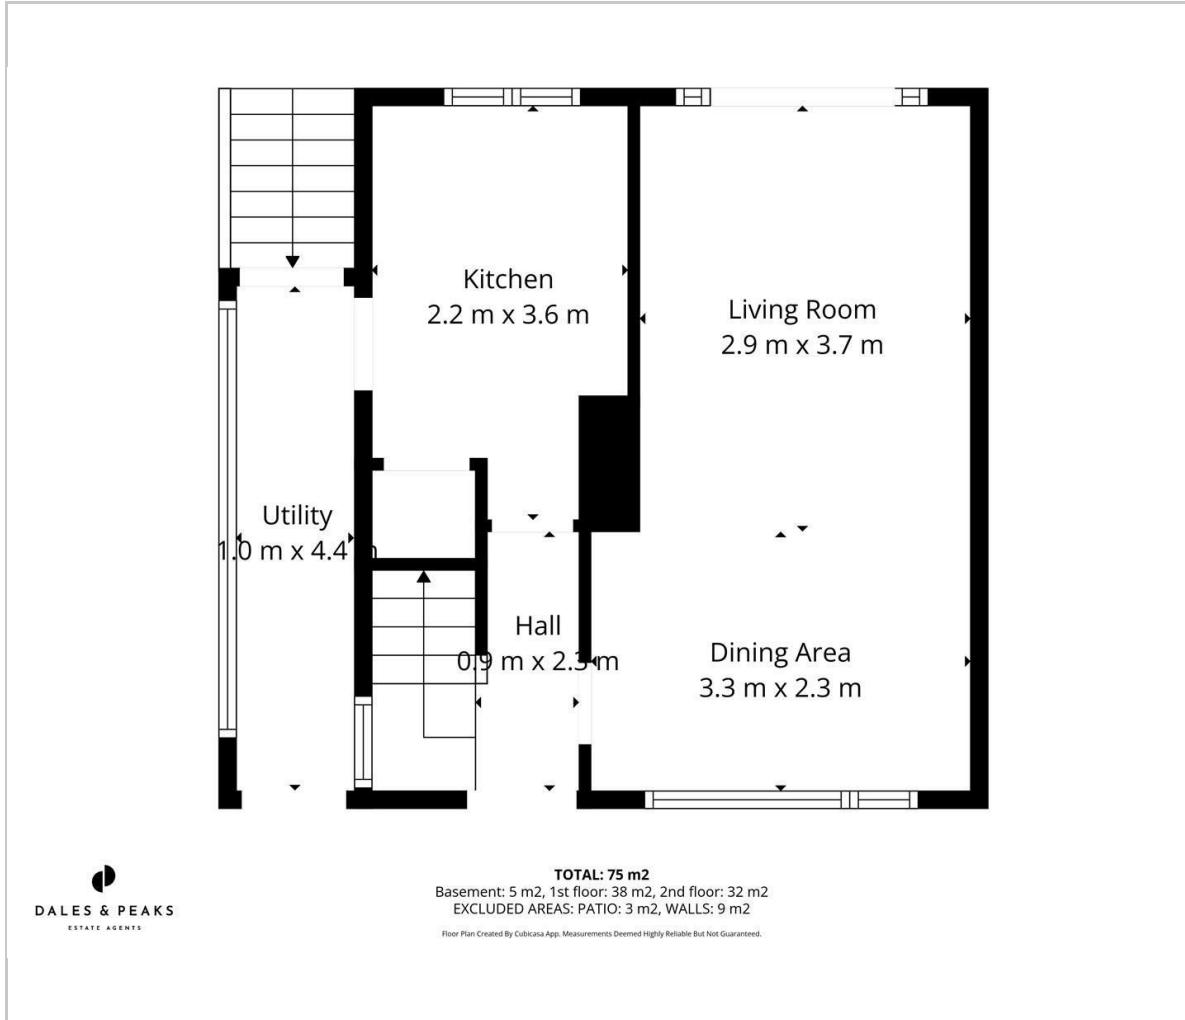 Kitchen
2.2 m x 3.6 m
Living Room
2.9 m x 3.7 m
Utility
1.0 m x 4.4 m
Hall
0.9 m x 2.3 m
Dining Area
3.3 m x 2.3 m
TOTAL: 75 m2
Basement: 5 m2, 1st floor: 38 m2, 2nd floor: 32 m2
EXCLUDED AREAS: PATIO: 3 m2, WALLS: 9 m2
Floor Plan Created By Cubicasa App. Measurements Deemed Highly Reliable But Not Guaranteed.
DALES & PEAKS
ESTATE AGENTS